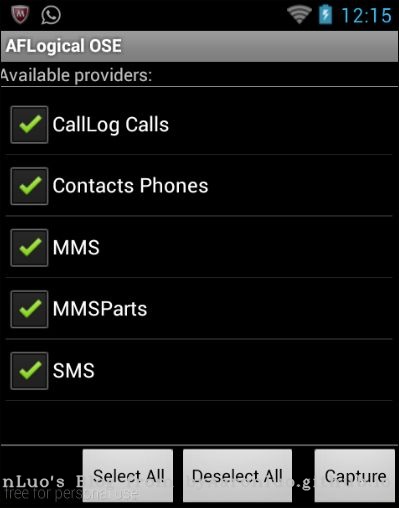 12:15
AFLogical OSE
Available providers:
CallLog Calls
Contacts Phones
MMS
MMSParts
SMS
Select All
Deselect All
Capture
nLuo's
free for personal use